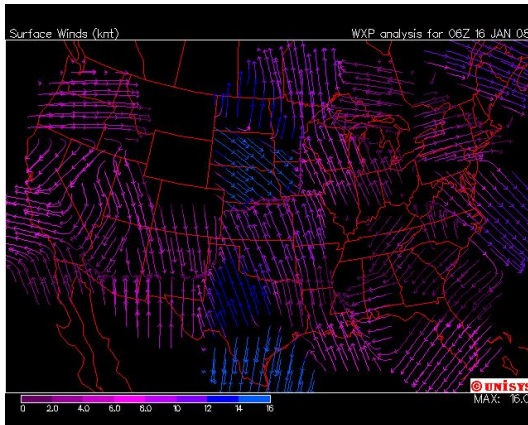 Surface Winds (knt)
WXP analysis for 06Z 16 JAN 08
© UNISYS
0 2.0 4.0 6.0 8.0 10 12 14 16
MAX: 16.0